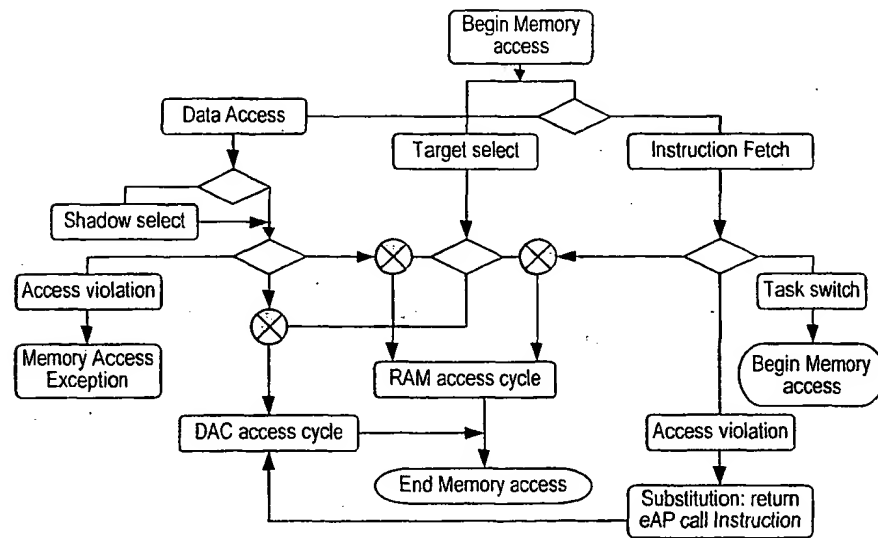 Begin Memory
access
Data Access
Target select
Instruction Fetch
Shadow select
Access violation
Task switch
Memory Access
Exception
RAM access cycle
Begin Memory
access
DAC access cycle
Access violation
End Memory access
Substitution: return
eAP call Instruction